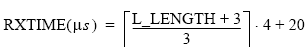 RXTIME(μs) = ⌈(L_LENGTH + 3)/3⌉ · 4 + 20